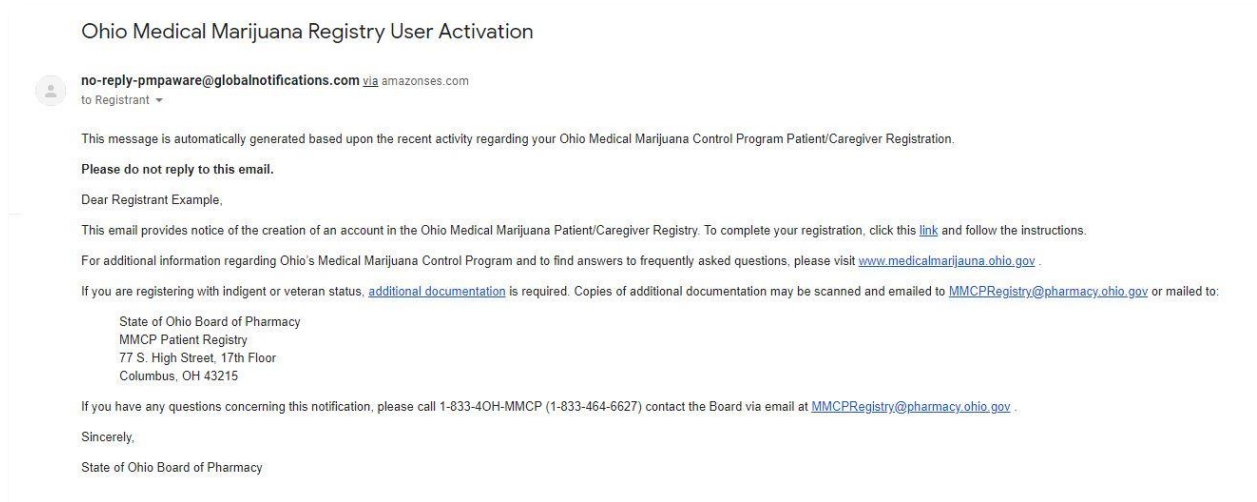 Ohio Medical Marijuana Registry User Activation
no-reply-pmpaware@globalnotifications.com via amazonses.com
to Registrant
This message is automatically generated based upon the recent activity regarding your Ohio Medical Marijuana Control Program Patient/Caregiver Registration.
Please do not reply to this email.
Dear Registrant Example,
This email provides notice of the creation of an account in the Ohio Medical Marijuana Patient/Caregiver Registry. To complete your registration, click this link and follow the instructions.
For additional information regarding Ohio's Medical Marijuana Control Program and to find answers to frequently asked questions, please visit www.medicalmarijauna.ohio.gov .
If you are registering with indigent or veteran status, additional documentation is required. Copies of additional documentation may be scanned and emailed to MMCPRegistry@pharmacy.ohio.gov or mailed to:
State of Ohio Board of Pharmacy
MMCP Patient Registry
77 S. High Street, 17th Floor
Columbus, OH 43215
If you have any questions concerning this notification, please call 1-833-4OH-MMCP (1-833-464-6627) contact the Board via email at MMCPRegistry@pharmacy.ohio.gov .
Sincerely,
State of Ohio Board of Pharmacy